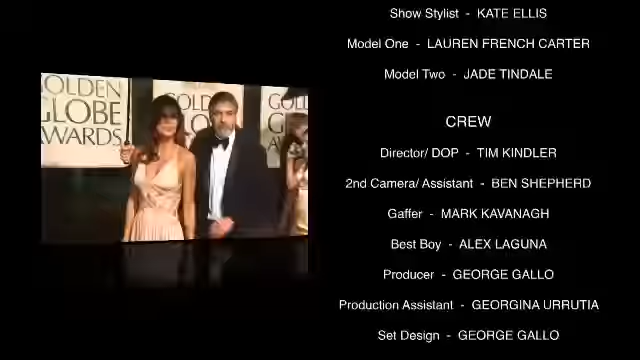 Show Stylist - KATE ELLIS
Model One - LAUREN FRENCH CARTER
Model Two - JADE TINDALE
CREW
Director/ DOP - TIM KINDLER
2nd Camera/ Assistant - BEN SHEPHERD
Gaffer - MARK KAVANAGH
Best Boy - ALEX LAGUNA
Producer - GEORGE GALLO
Production Assistant - GEORGINA URRUTIA
Set Design - GEORGE GALLO
GOLDEN
GLOBE
AWARDS
GOLDEN
GOLD